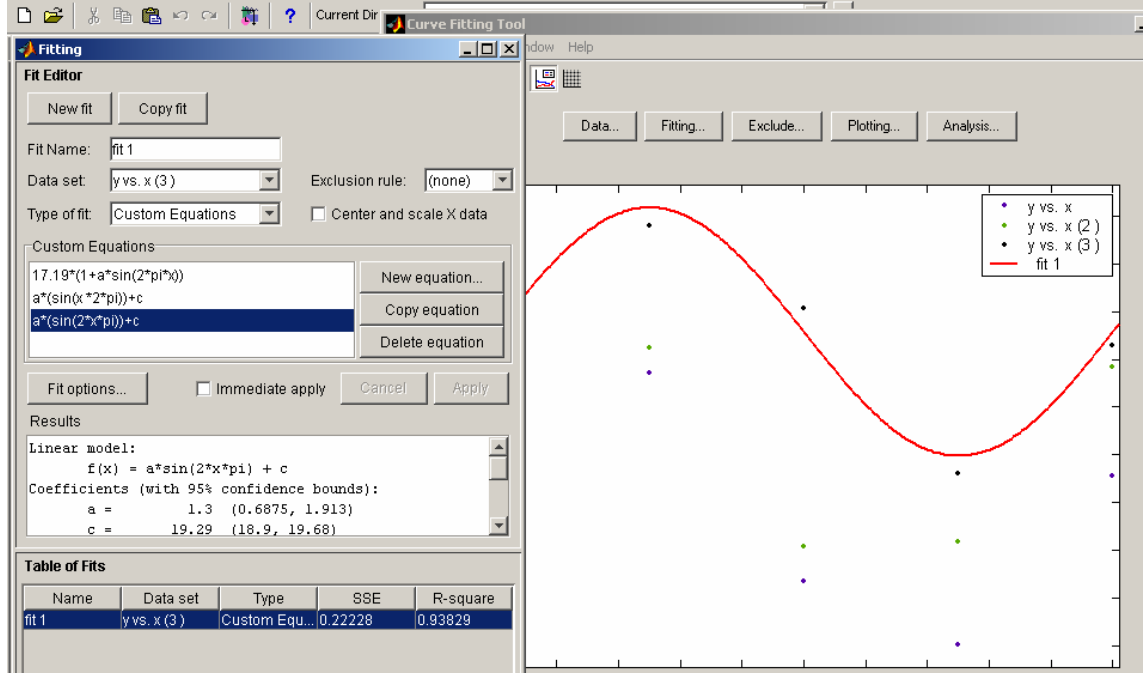 Current Dir
Curve Fitting Tool
Fitting
ndow Help
Fit Editor
New fit Copy fit
Data... Fitting... Exclude... Plotting... Analysis...
Fit Name: fit 1
Data set: y vs. x (3 ) Exclusion rule: (none)
Type of fit: Custom Equations Center and scale X data
Custom Equations
17.19*(1+a*sin(2*pi*x))
a*(sin(x*2*pi))+c
a*(sin(2*x*pi))+c
New equation...
Copy equation
Delete equation
Fit options... Immediate apply Cancel Apply
Results
Linear model:
f(x) = a*sin(2*x*pi) + c
Coefficients (with 95% confidence bounds):
a = 1.3 (0.6875, 1.913)
c = 19.29 (18.9, 19.68)
Table of Fits
Name Data set Type SSE R-square
fit 1 y vs. x (3 ) Custom Equ... 0.22228 0.93829
y vs. x
y vs. x (2 )
y vs. x (3 )
fit 1